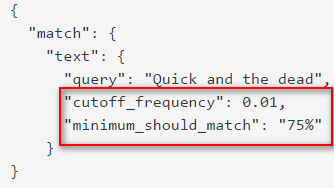 {
"match": {
"text": {
"query": "Quick and the dead",
"cutoff_frequency": 0.01,
"minimum_should_match": "75%"
}
}